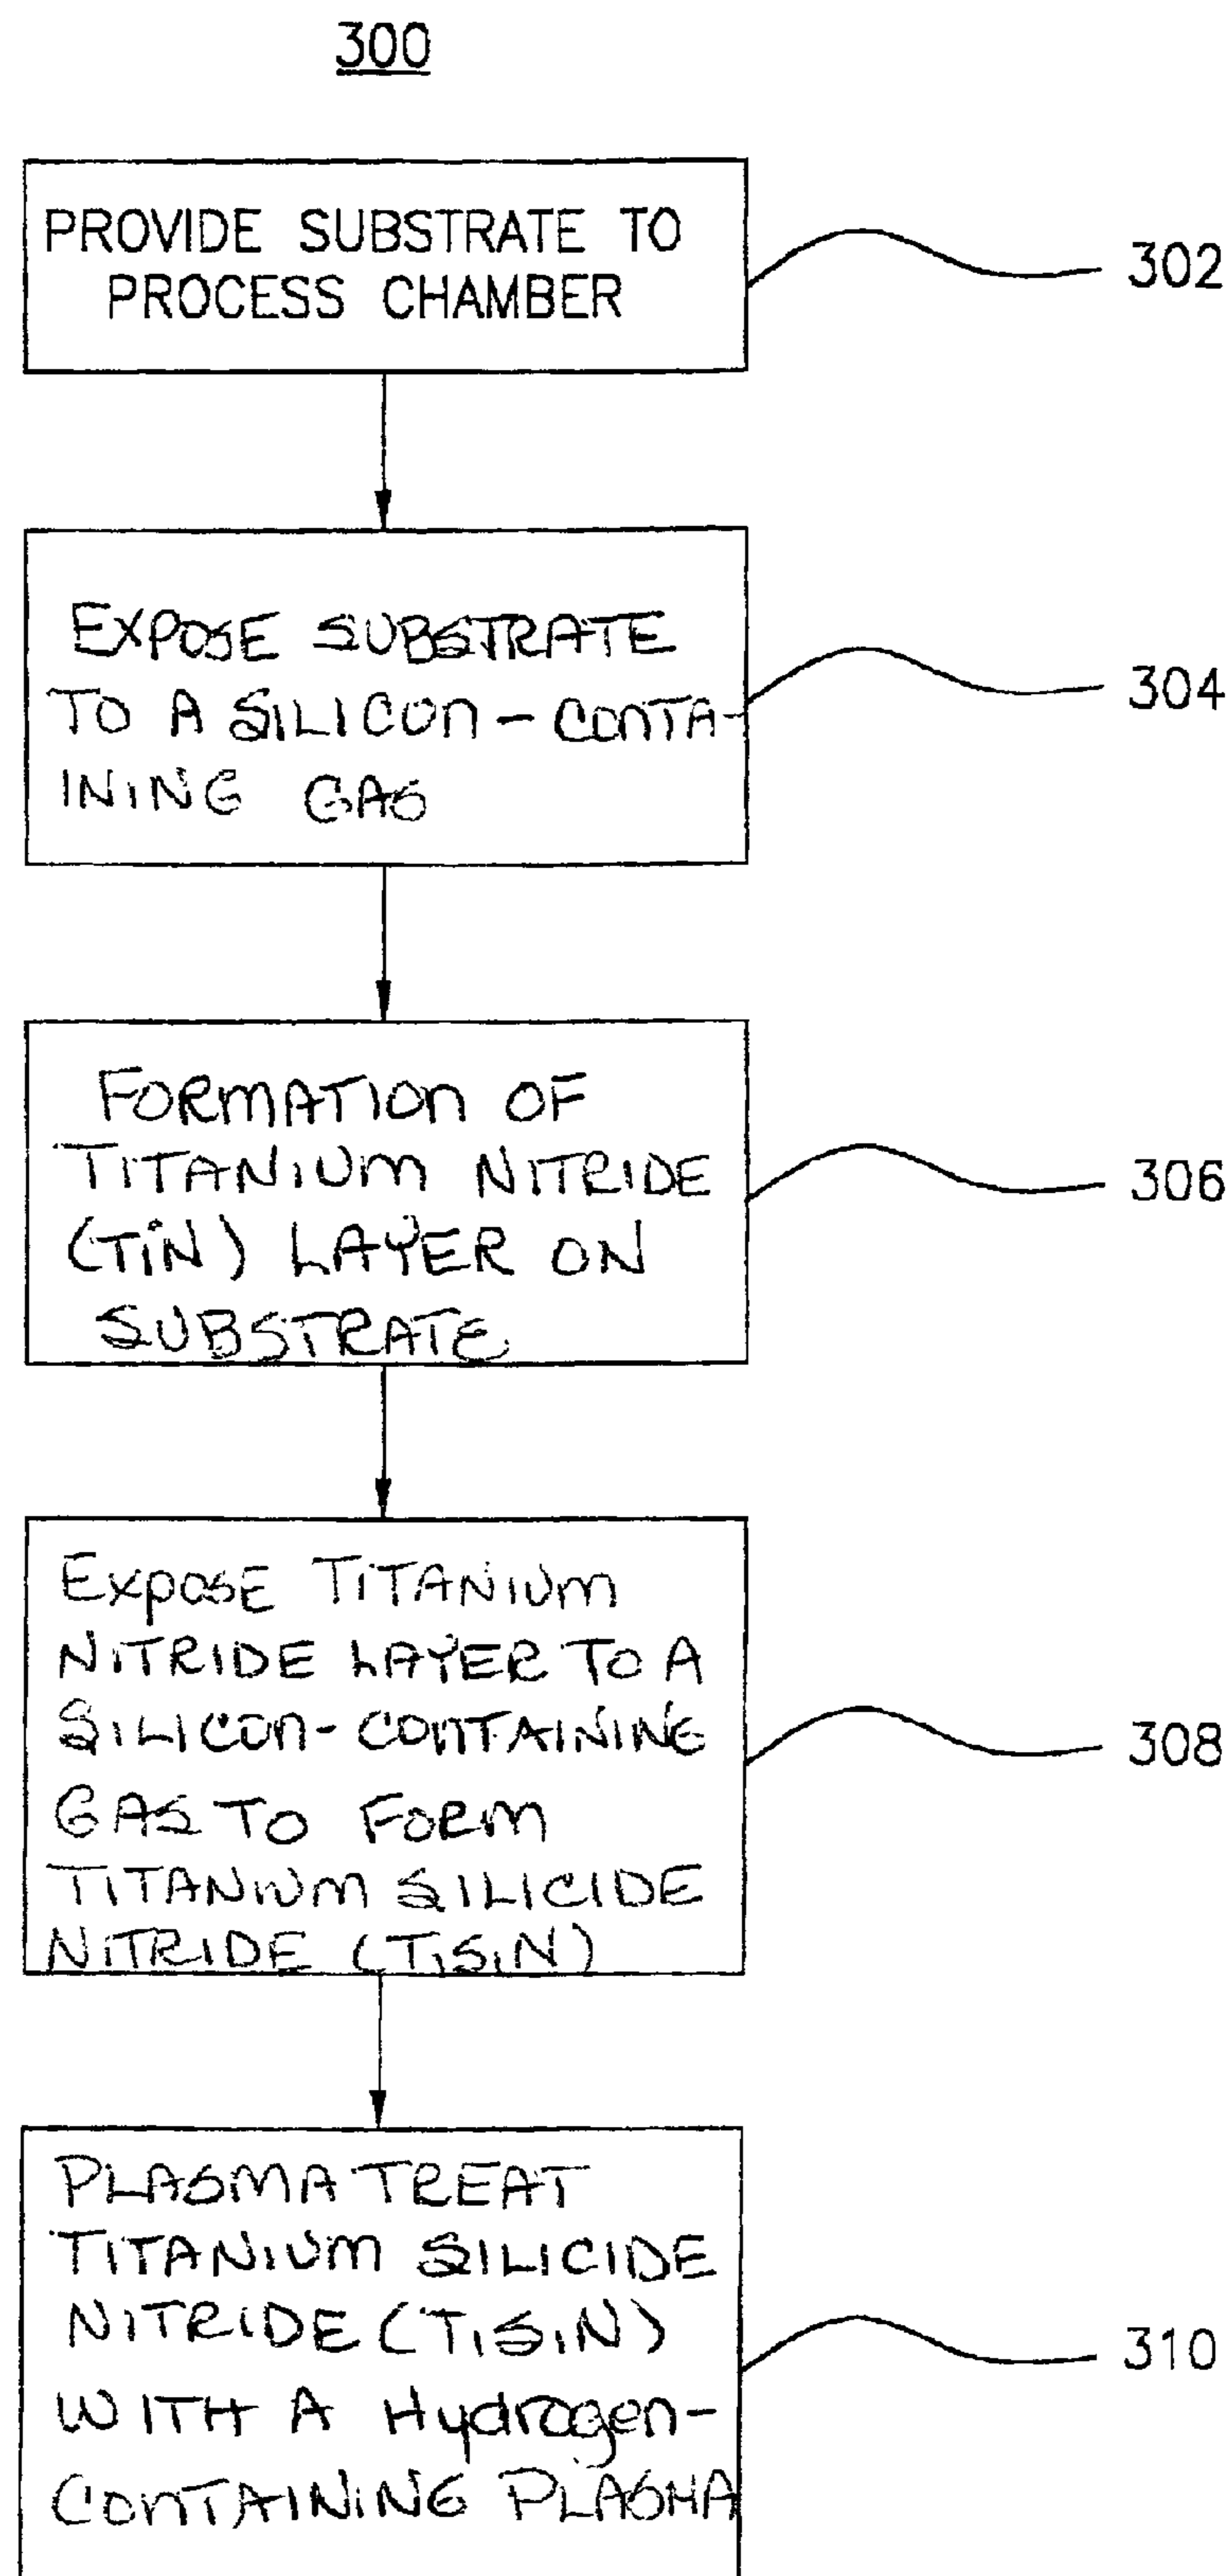 300
PROVIDE SUBSTRATE TO
PROCESS CHAMBER
302
EXPOSE SUBSTRATE
TO A SILICON-CONTA-
INING GAS
304
FORMATION OF
TITANIUM NITRIDE
(TiN) LAYER ON
SUBSTRATE
306
EXPOSE TITANIUM
NITRIDE LAYER TO A
SILICON-CONTAINING
GAS TO FORM
TITANIUM SILICIDE
NITRIDE (TiSiN)
308
PLASMA TREAT
TITANIUM SILICIDE
NITRIDE (TiSiN)
WITH A Hydrogen-
CONTAINING PLASMA
310